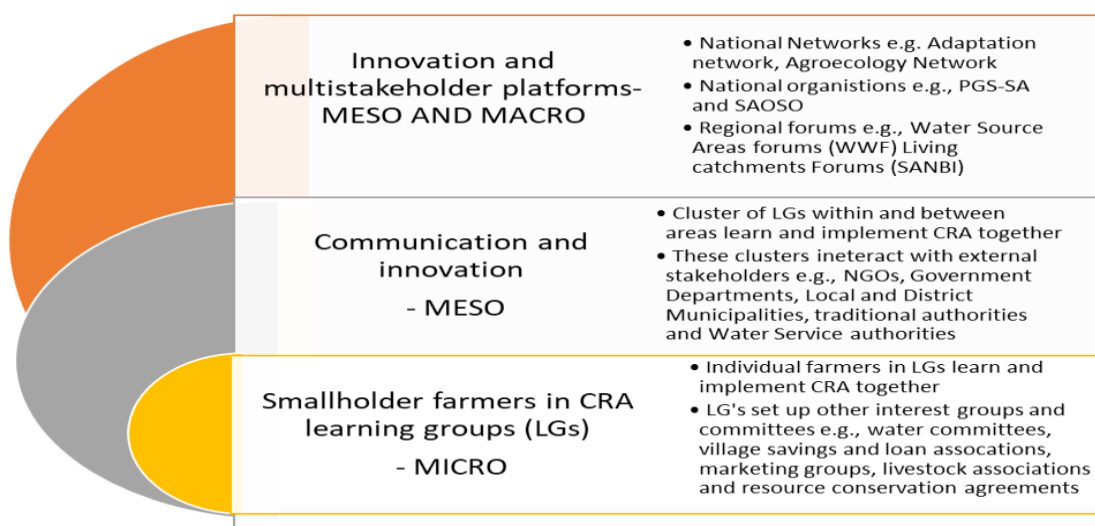 Innovation and
multistakeholder platforms-
MESO AND MACRO
• National Networks e.g. Adaptation
network, Agroecology Network
• National organistions e.g., PGS-SA
and SAOSO
• Regional forums e.g., Water Source
Areas forums (WWF) Living
catchments Forums (SANBI)
Communication and
innovation
- MESO
• Cluster of LGs within and between
areas learn and implement CRA together
• These clusters ineteract with external
stakeholders e.g., NGOs, Government
Departments, Local and District
Municipalities, traditional authorities
and Water Service authorities
Smallholder farmers in CRA
learning groups (LGs)
- MICRO
• Individual farmers in LGs learn and
implement CRA together
• LG's set up other interest groups and
committees e.g., water committees,
village savings and loan assocations,
marketing groups, livestock associations
and resource conservation agreements